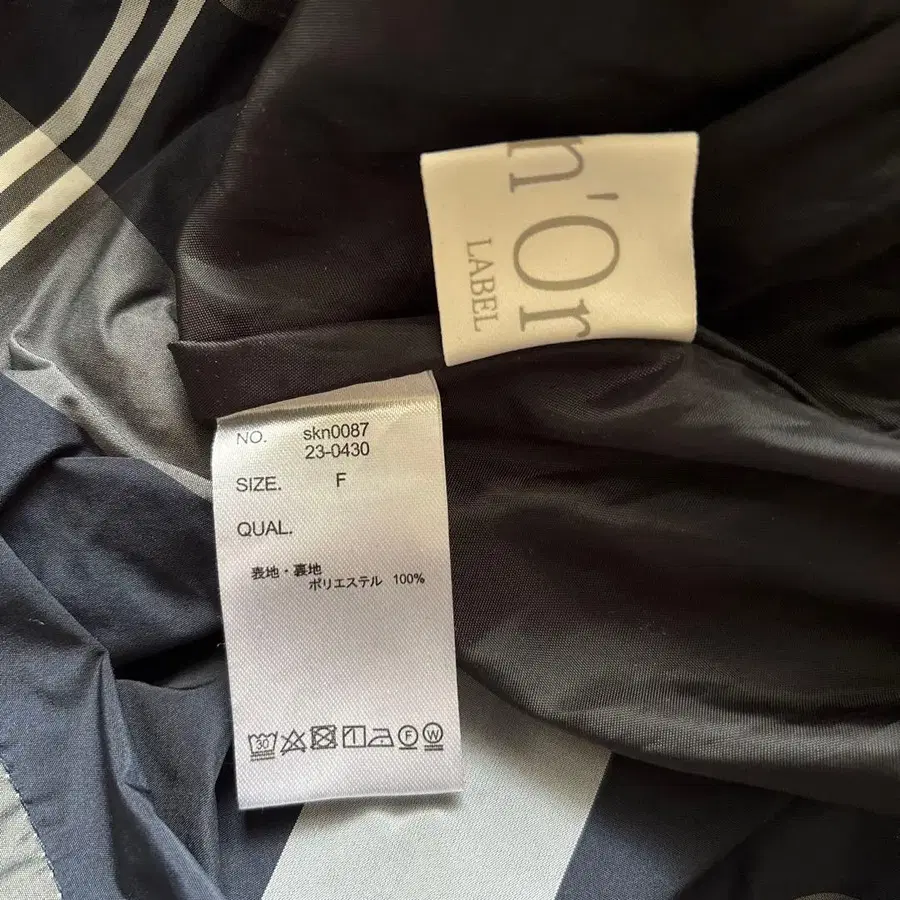 n'Or
LABEL
NO. skn0087
23-0430
SIZE. F
QUAL.
表地・裏地
ポリエステル 100%
30
F
W